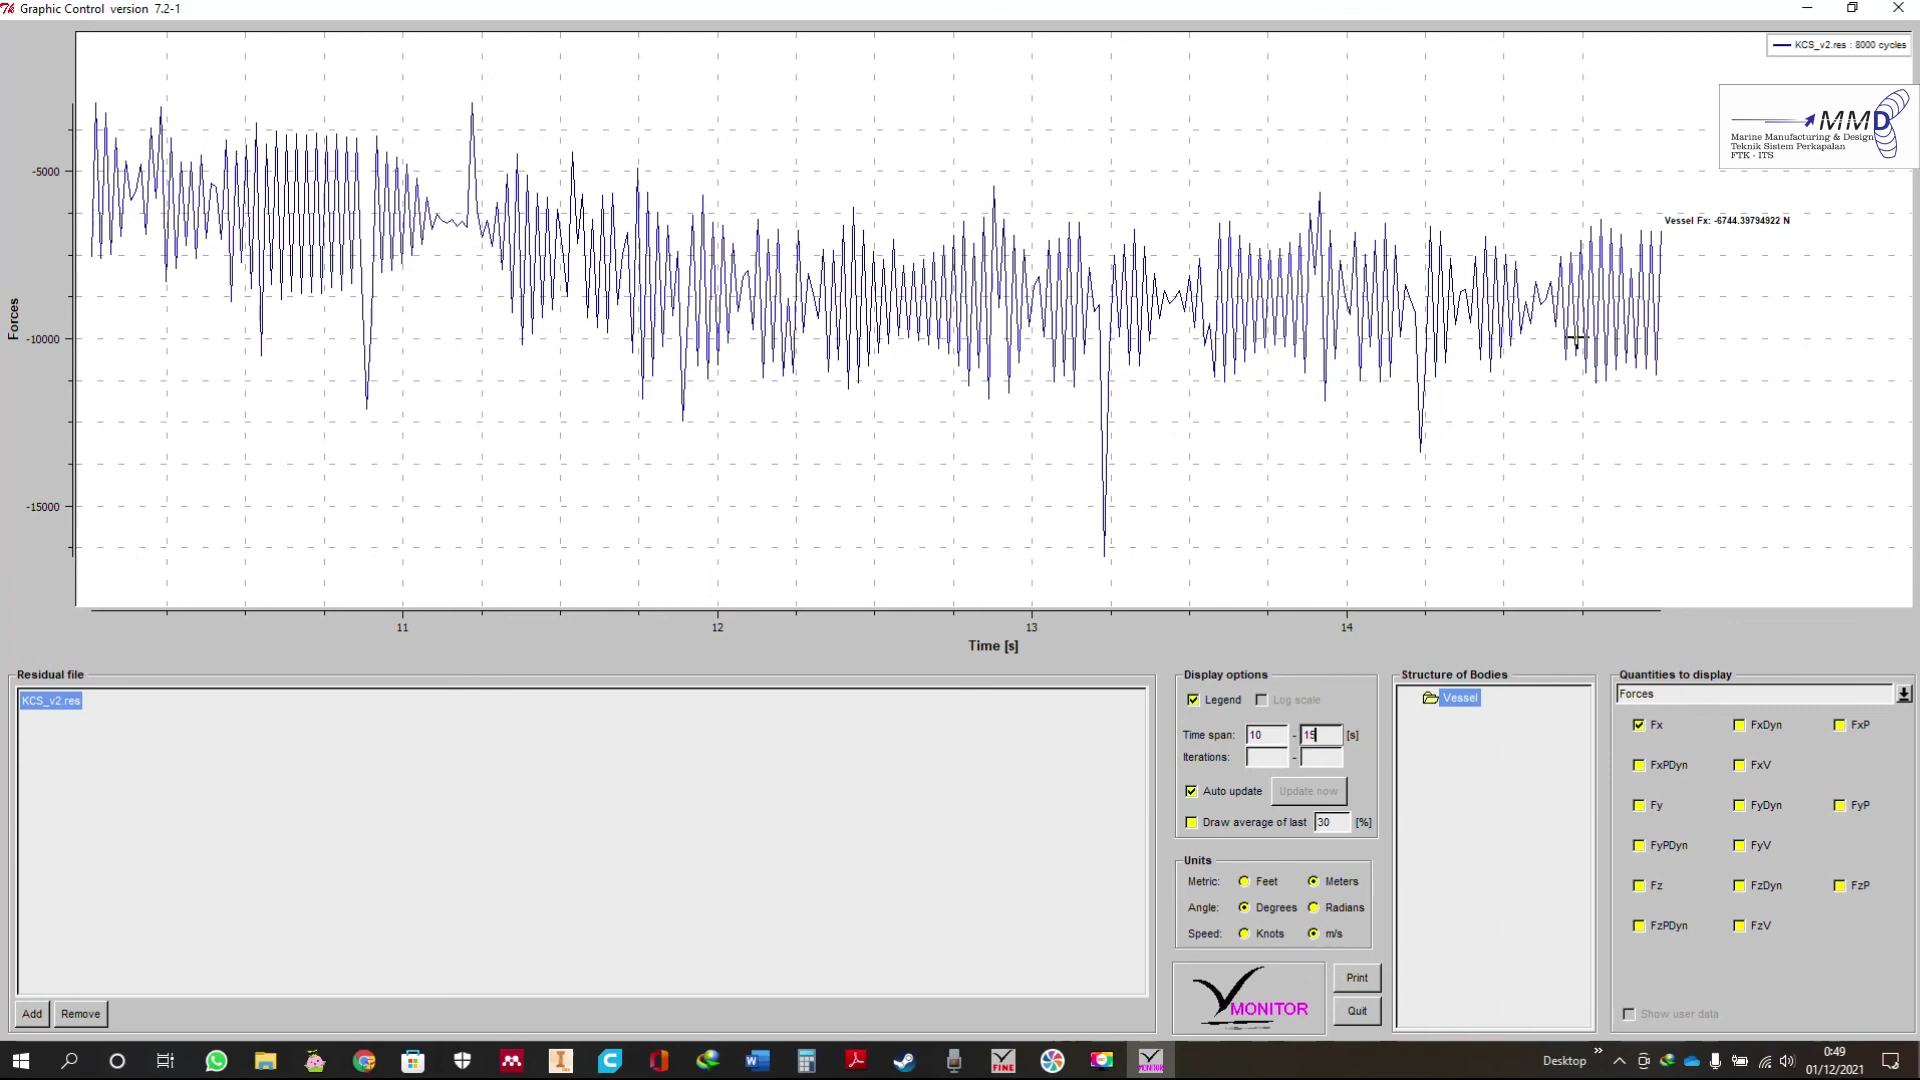 Graphic Control version 7.2-1
KCS_v2.res : 8000 cycles
MMD
Marine Manufacturing & Design
Teknik Sistem Perkapalan
FTK - ITS
-5000
Vessel Fx: -6744.39794922 N
Forces
-10000
-15000
11 12 13 14
Time [s]
Residual file
KCS_v2.res
Add Remove
Display options
Legend Log scale
Time span: 10 - 15 [s]
Iterations: -
Auto update Update now
Draw average of last 30 [%]
Units
Metric: Feet Meters
Angle: Degrees Radians
Speed: Knots m/s
MONITOR
Print
Quit
Structure of Bodies
Vessel
Quantities to display
Forces
Fx FxDyn FxP
FxPDyn FxV
Fy FyDyn FyP
FyPDyn FyV
Fz FzDyn FzP
FzPDyn FzV
Show user data
FINE
MONITOR
Desktop
0:49
01/12/2021